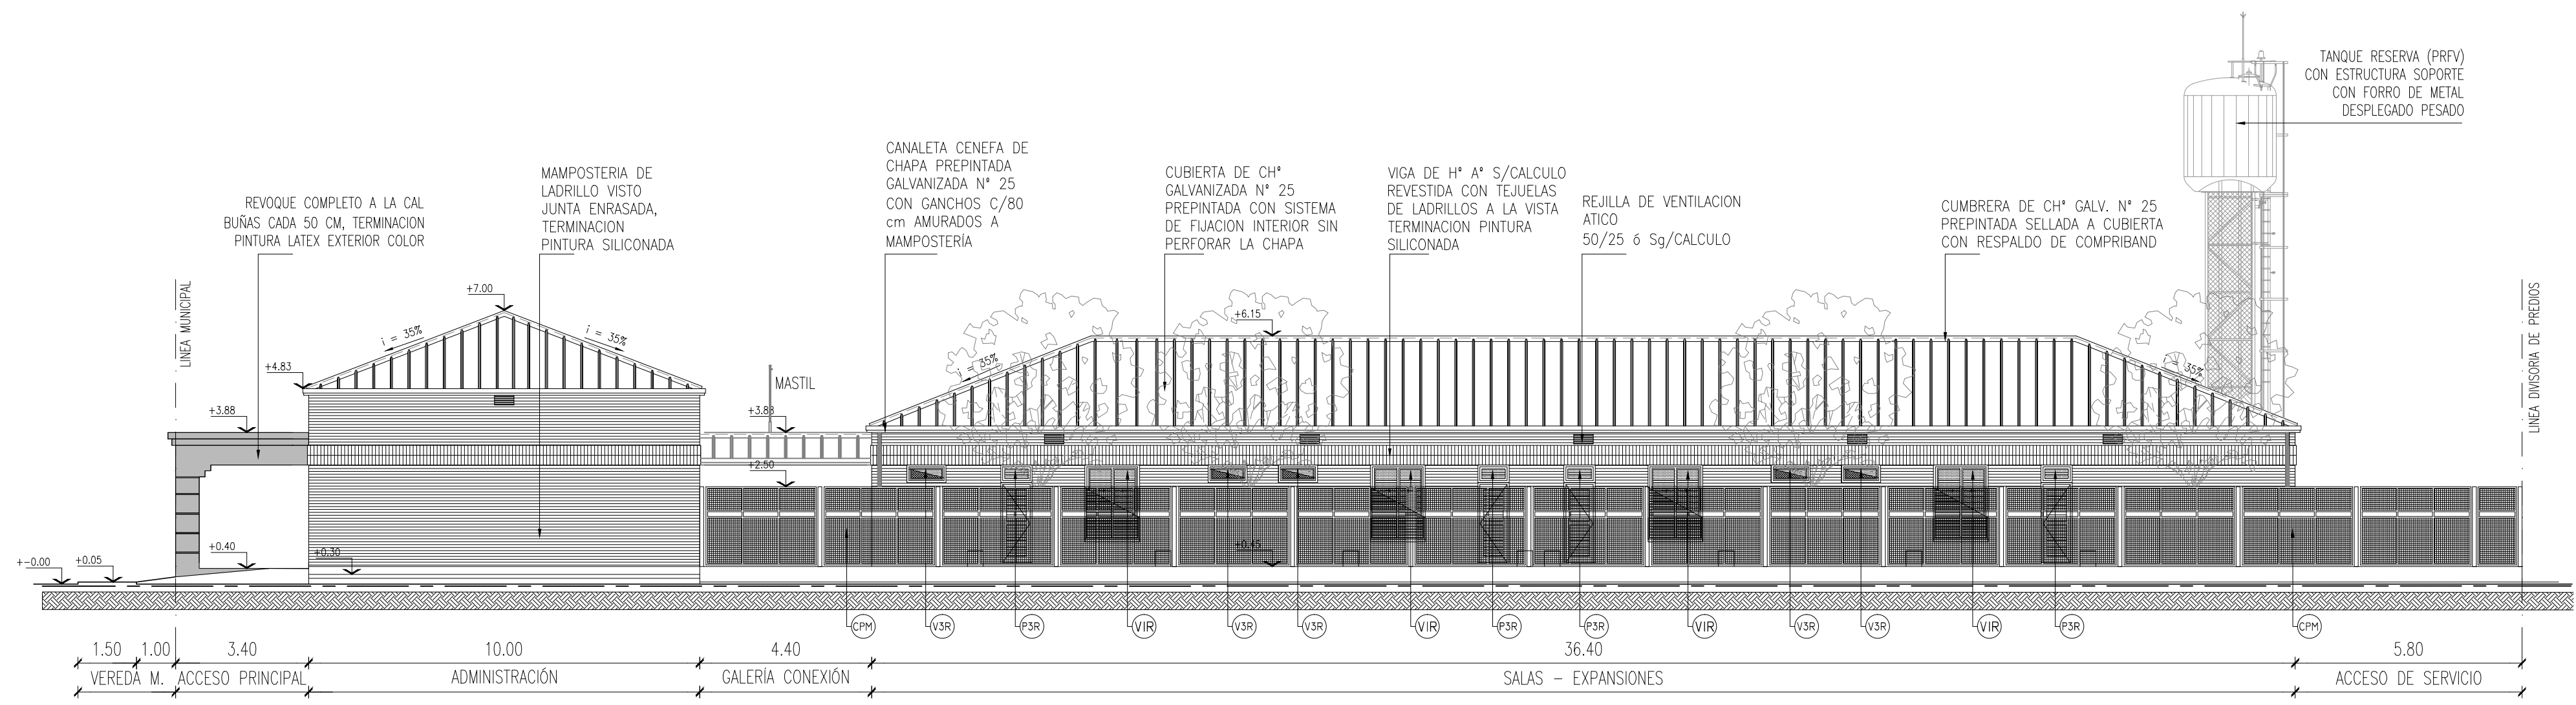 TANQUE RESERVA (PRFV)
CON ESTRUCTURA SOPORTE
CON FORRO DE METAL
DESPLEGADO PESADO
REVOQUE COMPLETO A LA CAL
BUÑAS CADA 50 CM, TERMINACION
PINTURA LATEX EXTERIOR COLOR
MAMPOSTERIA DE
LADRILLO VISTO
JUNTA ENRASADA,
TERMINACION
PINTURA SILICONADA
CANALETA CENEFA DE
CHAPA PREPINTADA
GALVANIZADA N° 25
CON GANCHOS C/80
cm AMURADOS A
MAMPOSTERÍA
CUBIERTA DE CH°
GALVANIZADA N° 25
PREPINTADA CON SISTEMA
DE FIJACION INTERIOR SIN
PERFORAR LA CHAPA
VIGA DE H° A° S/CALCULO
REVESTIDA CON TEJUELAS
DE LADRILLOS A LA VISTA
TERMINACION PINTURA
SILICONADA
REJILLA DE VENTILACION
ATICO
50/25 ó Sg/CALCULO
CUMBRERA DE CH° GALV. N° 25
PREPINTADA SELLADA A CUBIERTA
CON RESPALDO DE COMPRIBAND
LINEA MUNICIPAL
LINEA DIVISORIA DE PREDIOS
+7.00
i = 35%
i = 35%
+4.83
+3.88
MASTIL
+3.83
+2.50
+6.15
i = 35%
i = 35%
+0.40
+0.30
+0.45
+-0.00
+0.05
CPM
V3R
P3R
VIR
V3R
V3R
VIR
P3R
P3R
VIR
V3R
V3R
VIR
P3R
CPM
1.50
1.00
3.40
10.00
4.40
36.40
5.80
VEREDA M.
ACCESO PRINCIPAL
ADMINISTRACIÓN
GALERÍA CONEXIÓN
SALAS - EXPANSIONES
ACCESO DE SERVICIO